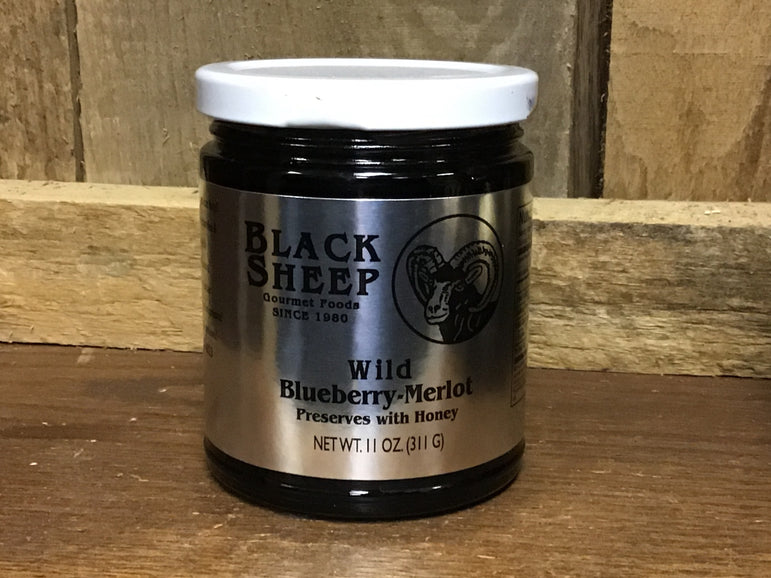 BLACK
SHEEP
Gourmet Foods
SINCE 1980
Wild
Blueberry-Merlot
Preserves with Honey
NET WT. 11 OZ. (311 G)